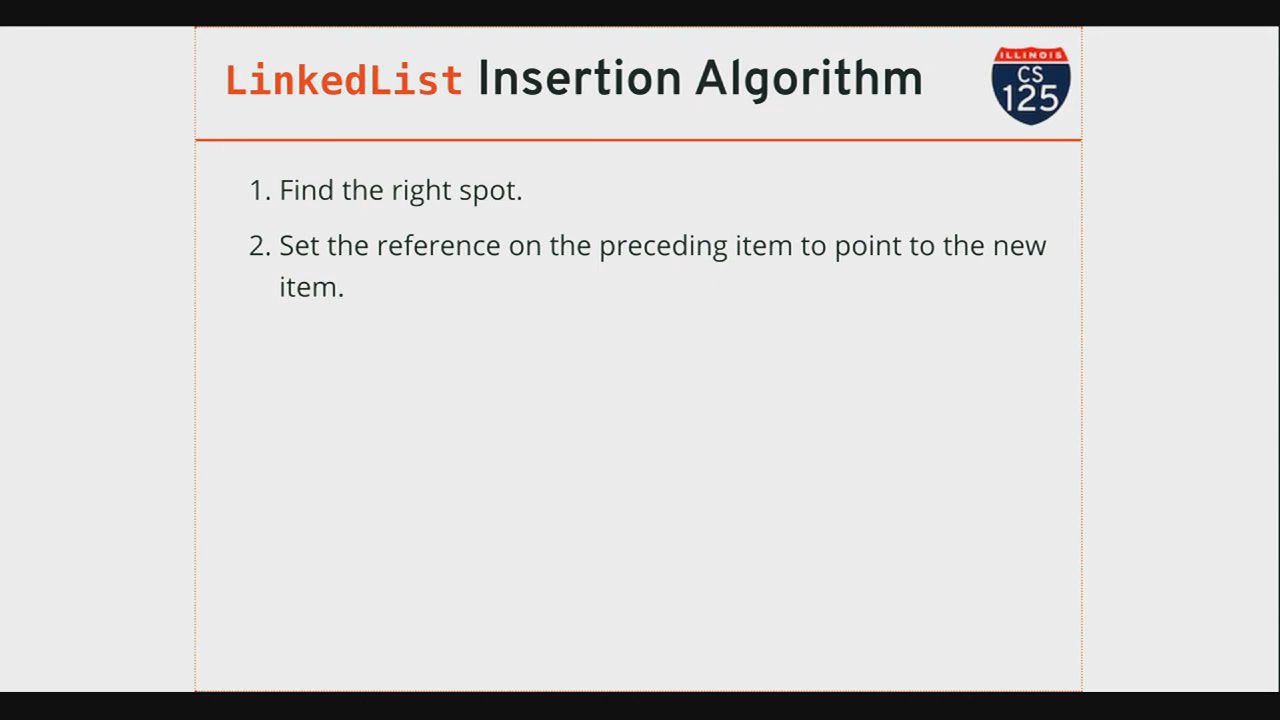 LinkedList Insertion Algorithm
ILLINOIS
CS
125
1. Find the right spot.
2. Set the reference on the preceding item to point to the new
item.